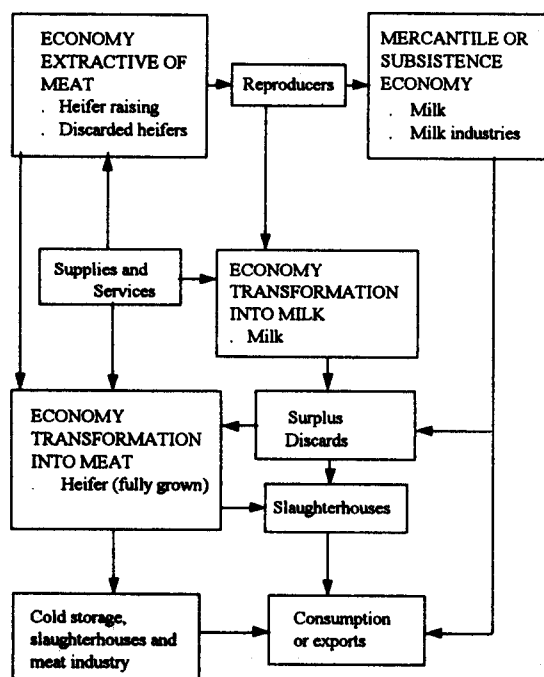 ECONOMY
EXTRACTIVE OF
MEAT
. Heifer raising
. Discarded heifers
Reproducers
MERCANTILE OR
SUBSISTENCE
ECONOMY
. Milk
. Milk industries
Supplies and
Services
ECONOMY
TRANSFORMATION
INTO MILK
. Milk
ECONOMY
TRANSFORMATION
INTO MEAT
. Heifer (fully grown)
Surplus
Discards
Slaughterhouses
Cold storage,
slaughterhouses and
meat industry
Consumption
or exports